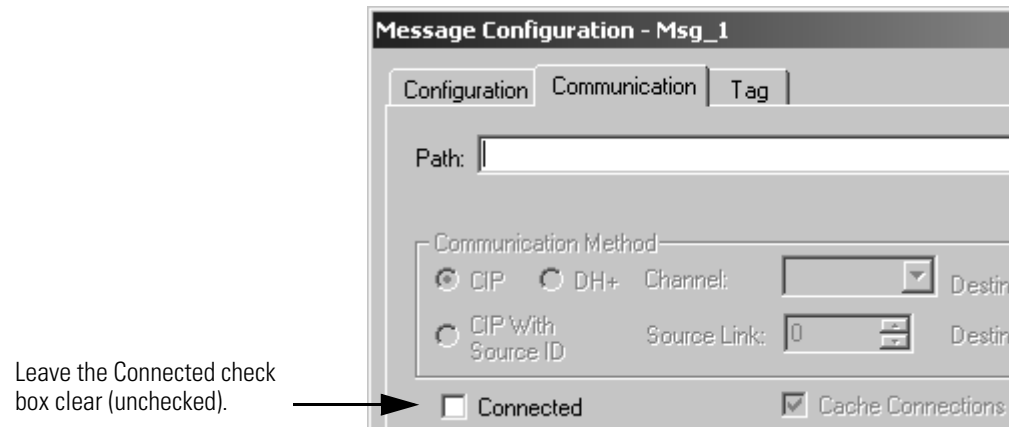 Message Configuration - Msg_1
Configuration Communication Tag
Path:
Communication Method
CIP DH+ Channel:
CIP With
Source ID
Source Link: 0
Leave the Connected check
box clear (unchecked).
Connected Cache Connections